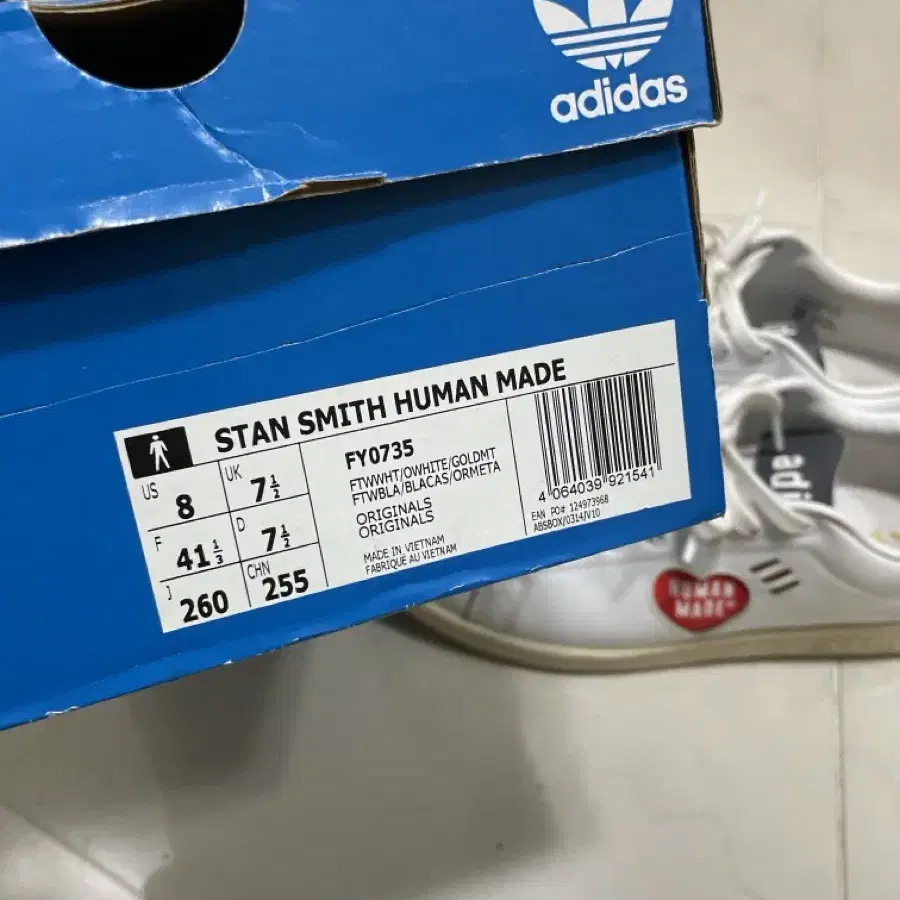 adidas
STAN SMITH HUMAN MADE
US 8 UK 7½
F 41⅓ D 7½
J 260 CHN 255
FY0735
FTWWHT/OWHITE/GOLDMT
FTWBLA/BLACAS/ORMETA
ORIGINALS
ORIGINALS
MADE IN VIETNAM
FABRIQUE AU VIETNAM
4 064039 921541
EAN PO# 124973968
ABSBOX/0314/V10
adi
HUMAN
MADE